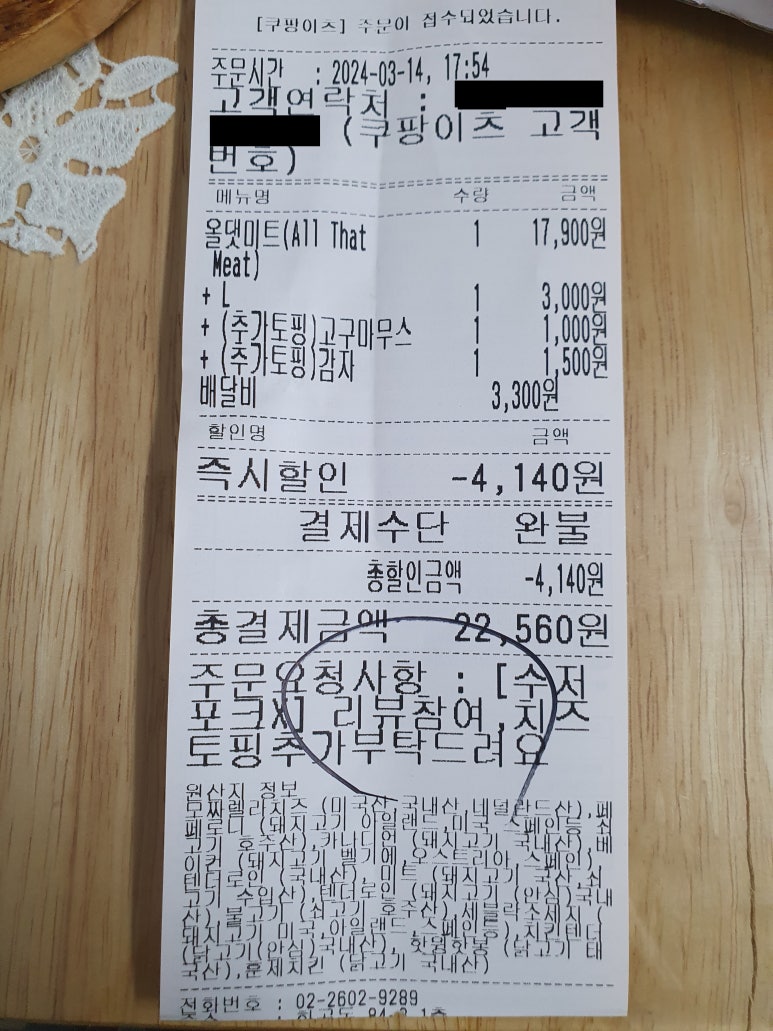 [쿠팡이츠] 주문이 접수되었습니다.
주문시간 : 2024-03-14, 17:54
고객연락처 :
(쿠팡이츠 고객
번호)
메뉴명 수량 금액
올댓미트(All That 1 17,900원
Meat)
+ L 1 3,000원
+ (추가토핑)고구마무스 1 1,000원
+ (추가토핑)감자 1 1,500원
배달비 3,300원
할인명 금액
즉시할인 -4,140원
결제수단 완불
총할인금액 -4,140원
총결제금액 22,560원
주문요청사항 : [수저
포크X] 리뷰참여,치즈
토핑추가부탁드려요
원산지 정보
모짜렐라치즈 (미국산,국내산,네덜란드산),페
페로니 (돼지고기 아일랜드,미국,스페인등 쇠
고기 호주산),카나디언 (돼지고기 국내산),베
이컨 (돼지고기 벨기에,오스트리아,스페인),
텐더로인 (국내산),미트 (돼지고기 국산,쇠
고기 수입산),텐더로인 (돼지고기(안심)국내
산),불고기 (쇠고기 호주산),세블락소세지 (
돼지고기 미국,아일랜드,스페인등),치킨텐더
(닭고기(안심)국내산), 핫윙핫봉 (닭고기 태
국산),훈제치킨 (닭고기 국내산)
전화번호 : 02-2602-9289